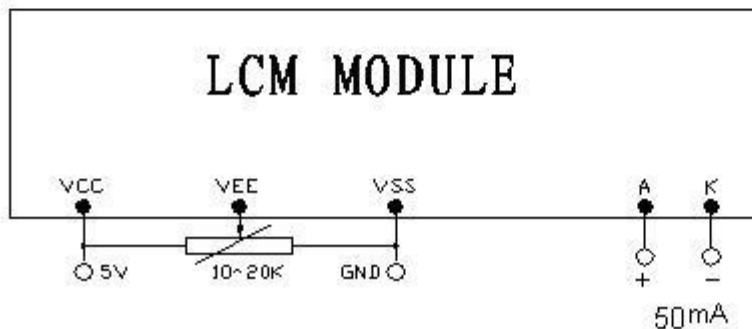 LCM MODULE
VCC VEE VSS A K
5V 10~20K GND + -
50mA